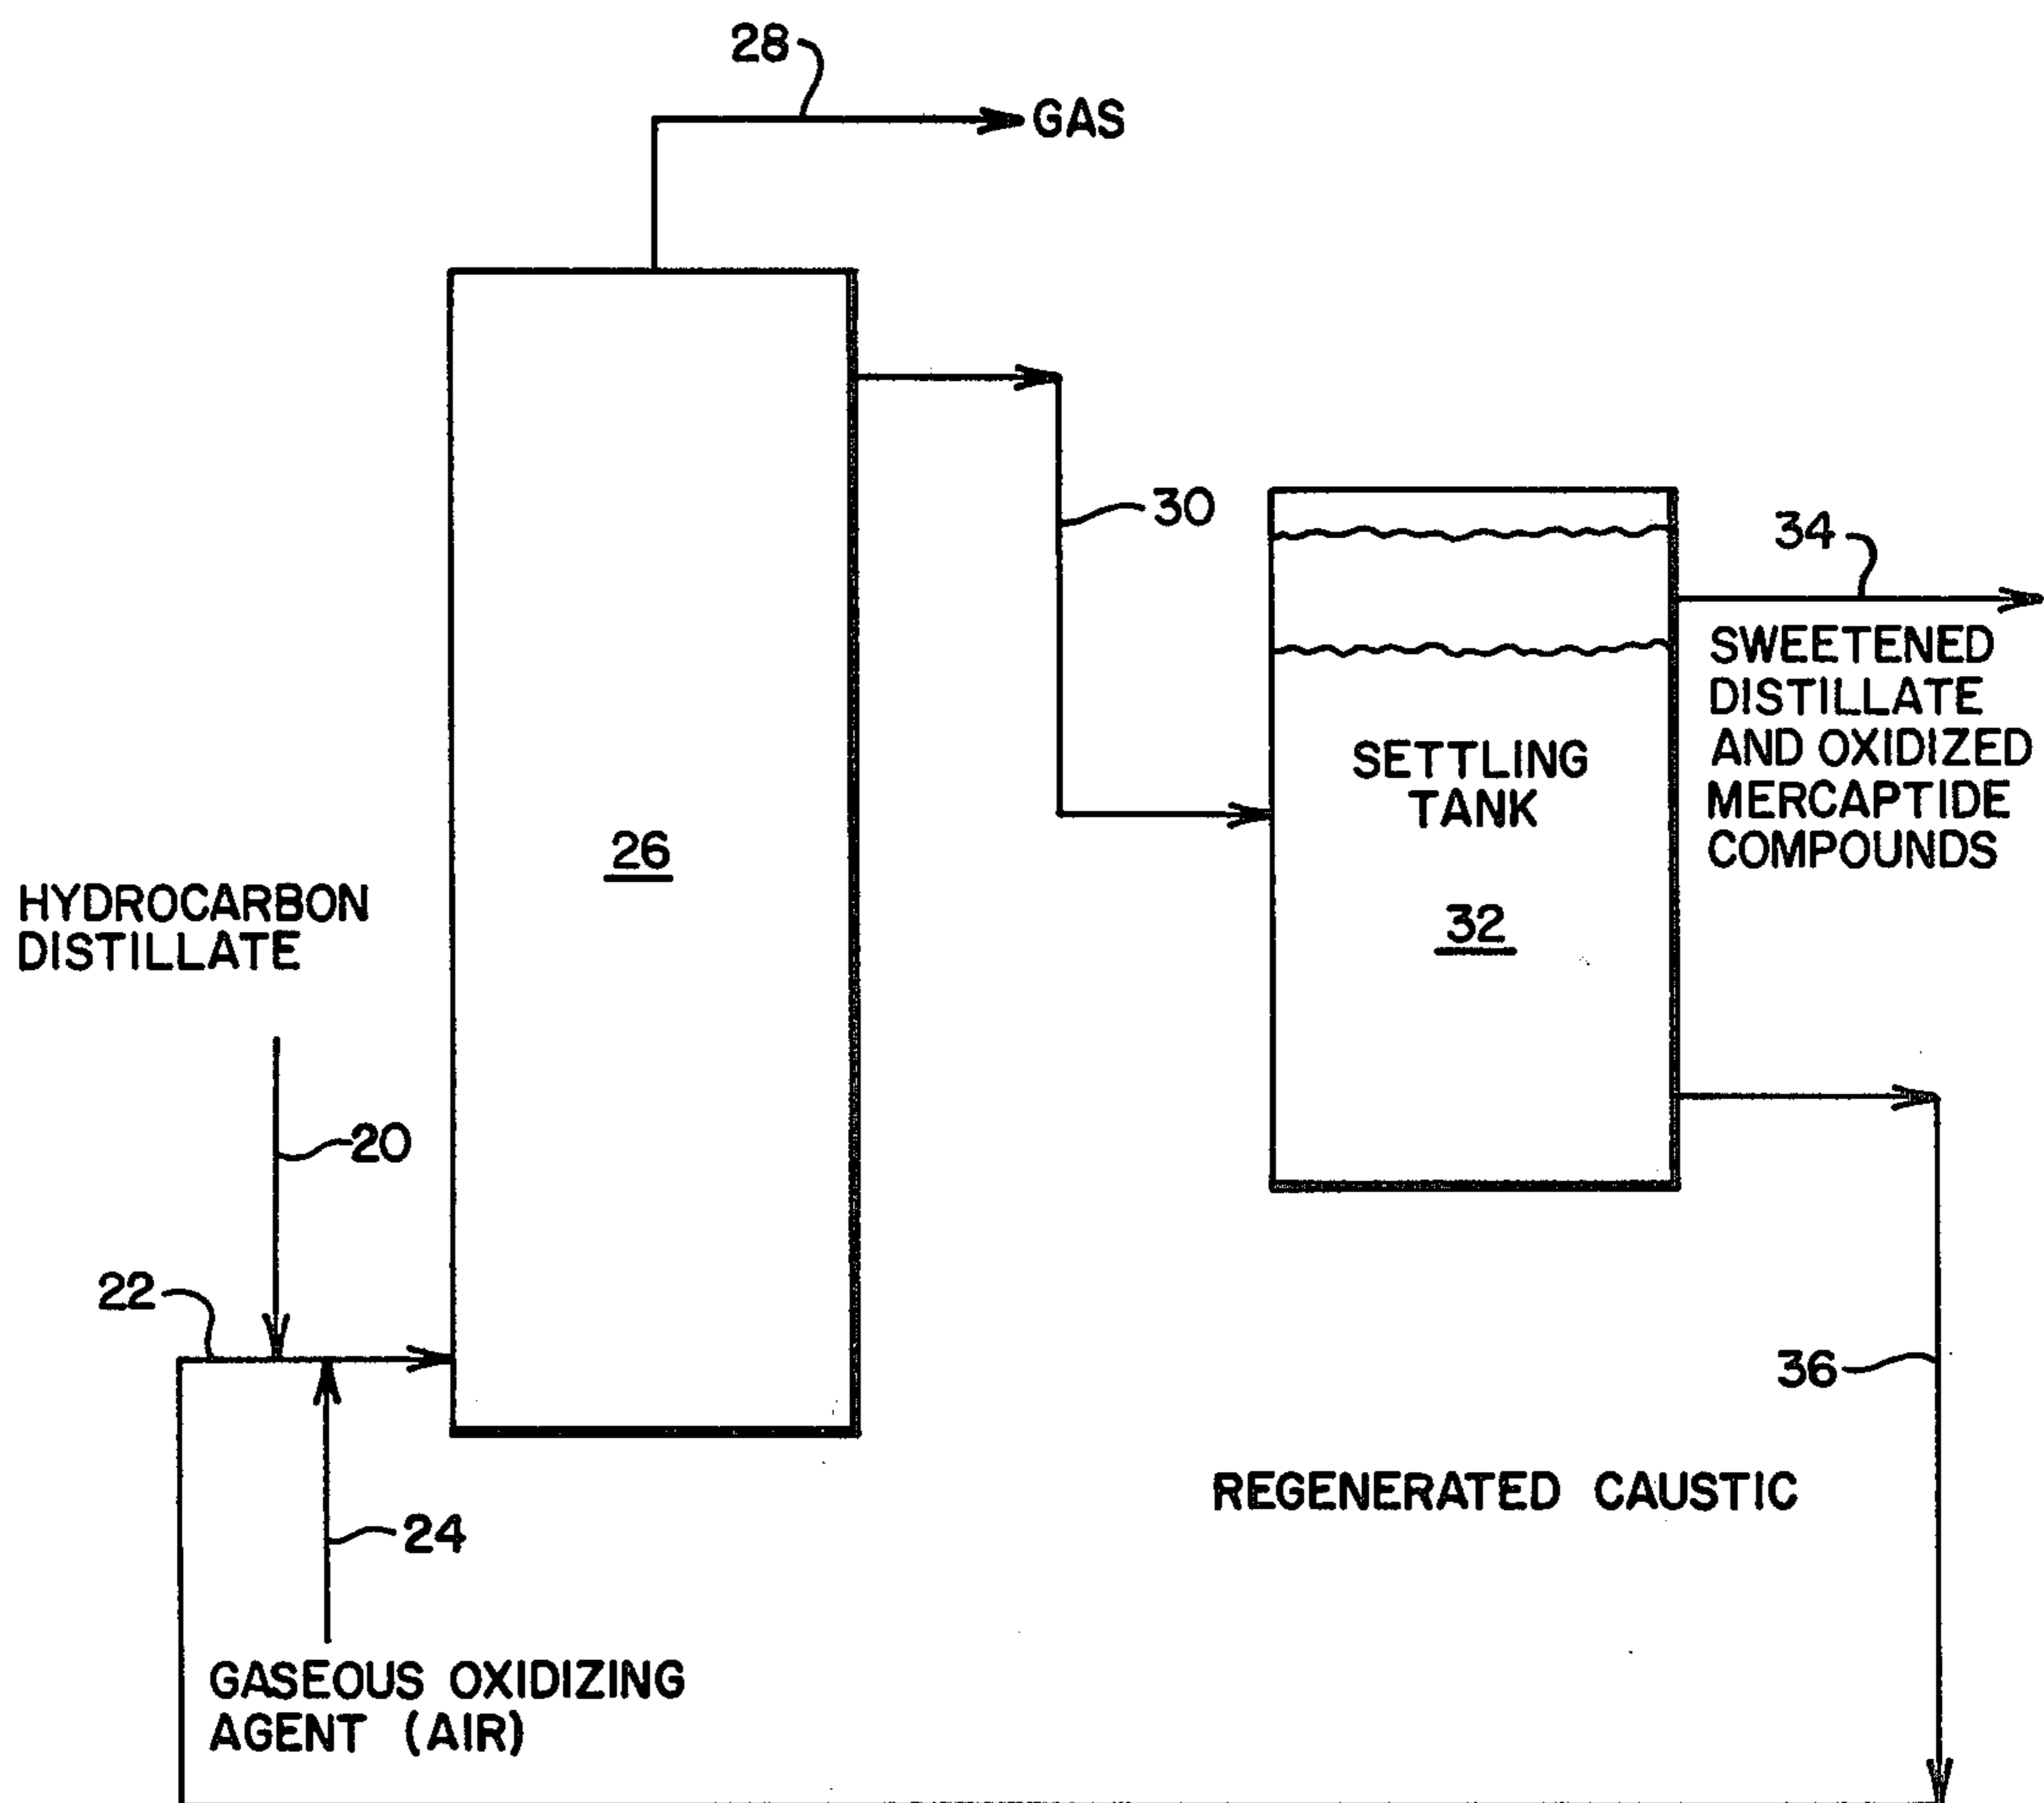 28
GAS
30
34
SWEETENED
DISTILLATE
AND OXIDIZED
MERCAPTIDE
COMPOUNDS
SETTLING
TANK
32
26
HYDROCARBON
DISTILLATE
20
22
24
36
REGENERATED CAUSTIC
GASEOUS OXIDIZING
AGENT (AIR)